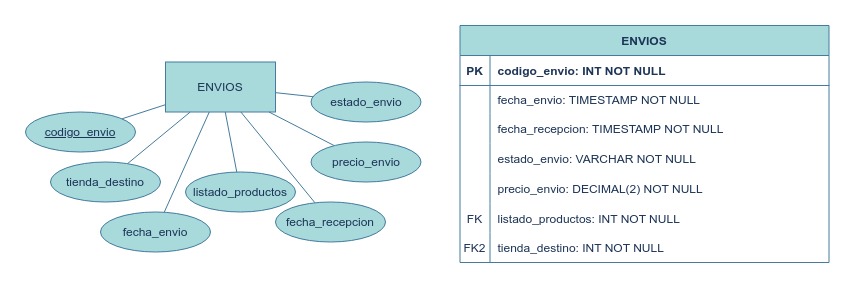 ENVIOS
estado_envio
codigo_envio
precio_envio
tienda_destino
listado_productos
fecha_recepcion
fecha_envio
ENVIOS
PK codigo_envio: INT NOT NULL
fecha_envio: TIMESTAMP NOT NULL
fecha_recepcion: TIMESTAMP NOT NULL
estado_envio: VARCHAR NOT NULL
precio_envio: DECIMAL(2) NOT NULL
FK listado_productos: INT NOT NULL
FK2 tienda_destino: INT NOT NULL